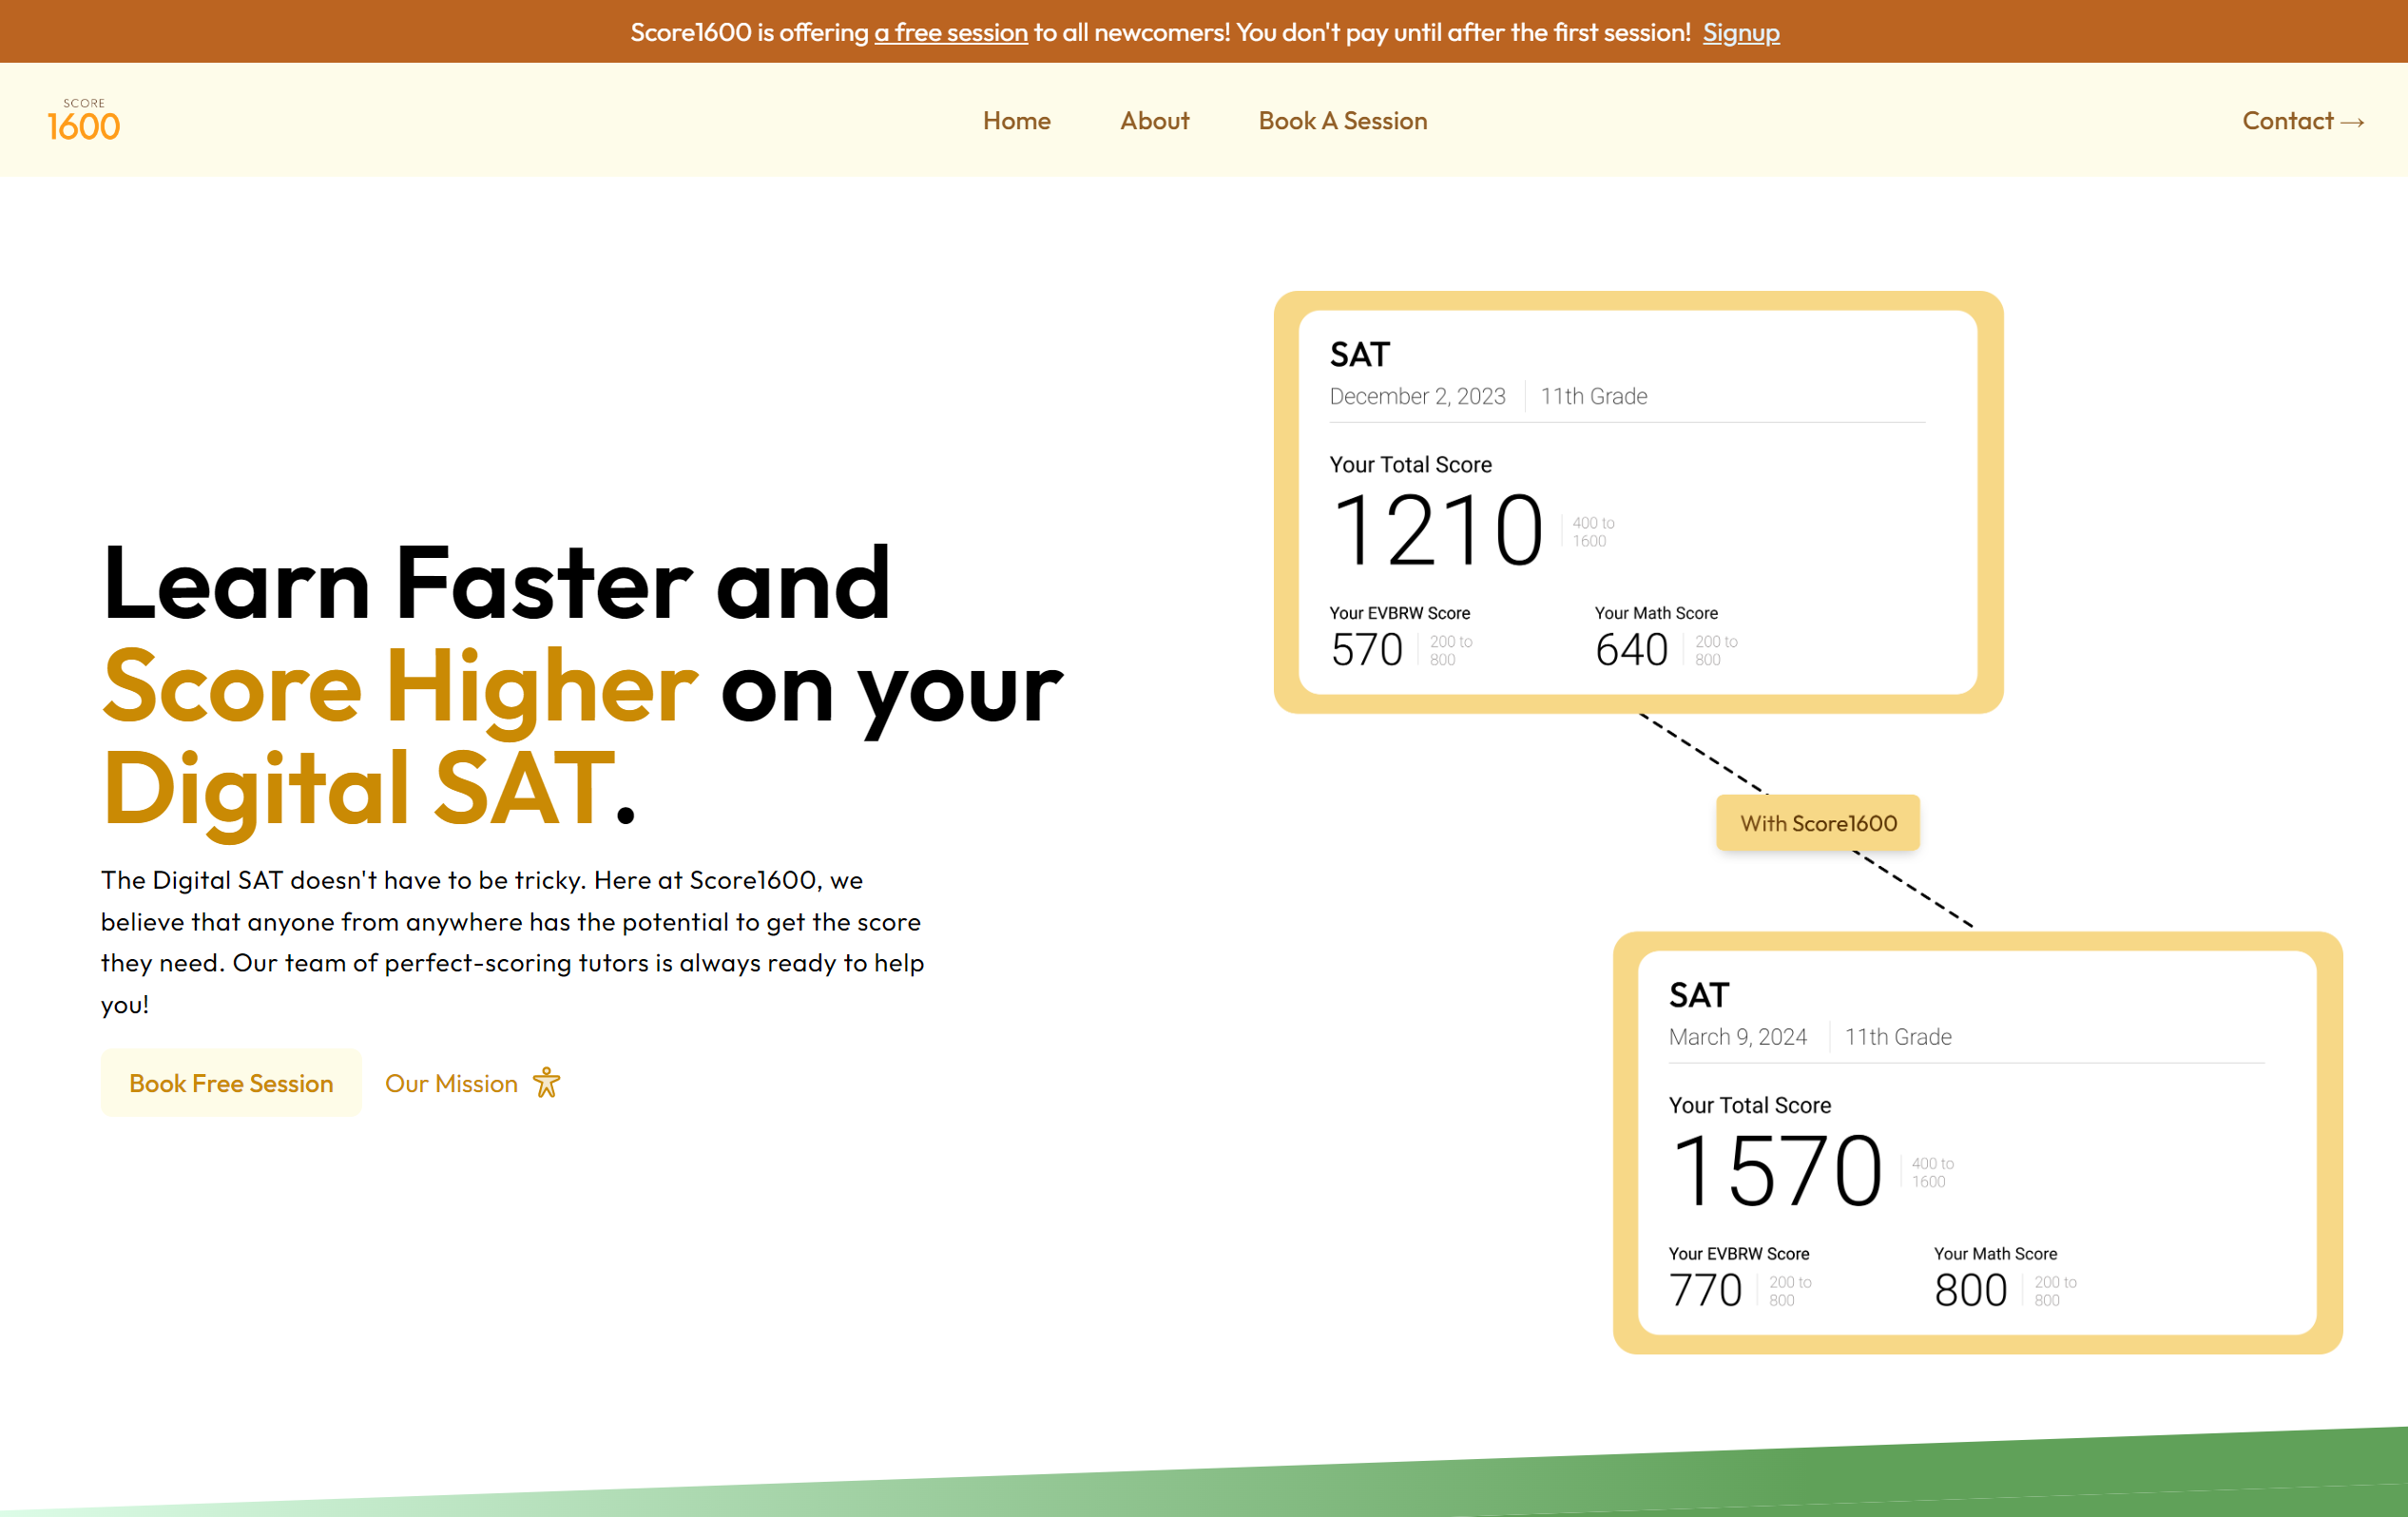 Score1600 is offering a free session to all newcomers! You don't pay until after the first session! Signup
SCORE
1600
Home
About
Book A Session
Contact →
Learn Faster and
Score Higher on your
Digital SAT.
The Digital SAT doesn't have to be tricky. Here at Score1600, we
believe that anyone from anywhere has the potential to get the score
they need. Our team of perfect-scoring tutors is always ready to help
you!
Book Free Session
Our Mission
SAT
December 2, 2023
11th Grade
Your Total Score
1210
400 to
1600
Your EVBRW Score
570
200 to
800
Your Math Score
640
200 to
800
With Score1600
SAT
March 9, 2024
11th Grade
Your Total Score
1570
400 to
1600
Your EVBRW Score
770
200 to
800
Your Math Score
800
200 to
800